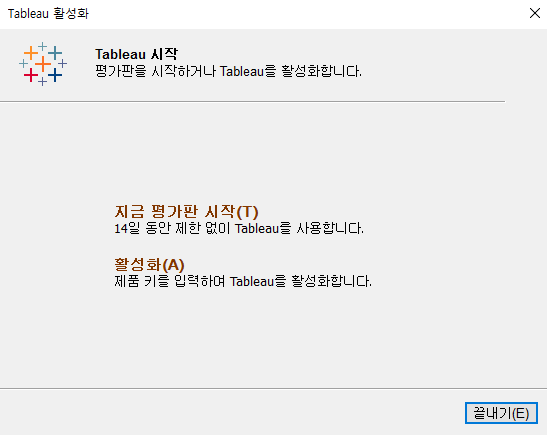 Tableau 활성화
Tableau 시작
평가판을 시작하거나 Tableau를 활성화합니다.
지금 평가판 시작(T)
14일 동안 제한 없이 Tableau를 사용합니다.
활성화(A)
제품 키를 입력하여 Tableau를 활성화합니다.
끝내기(E)